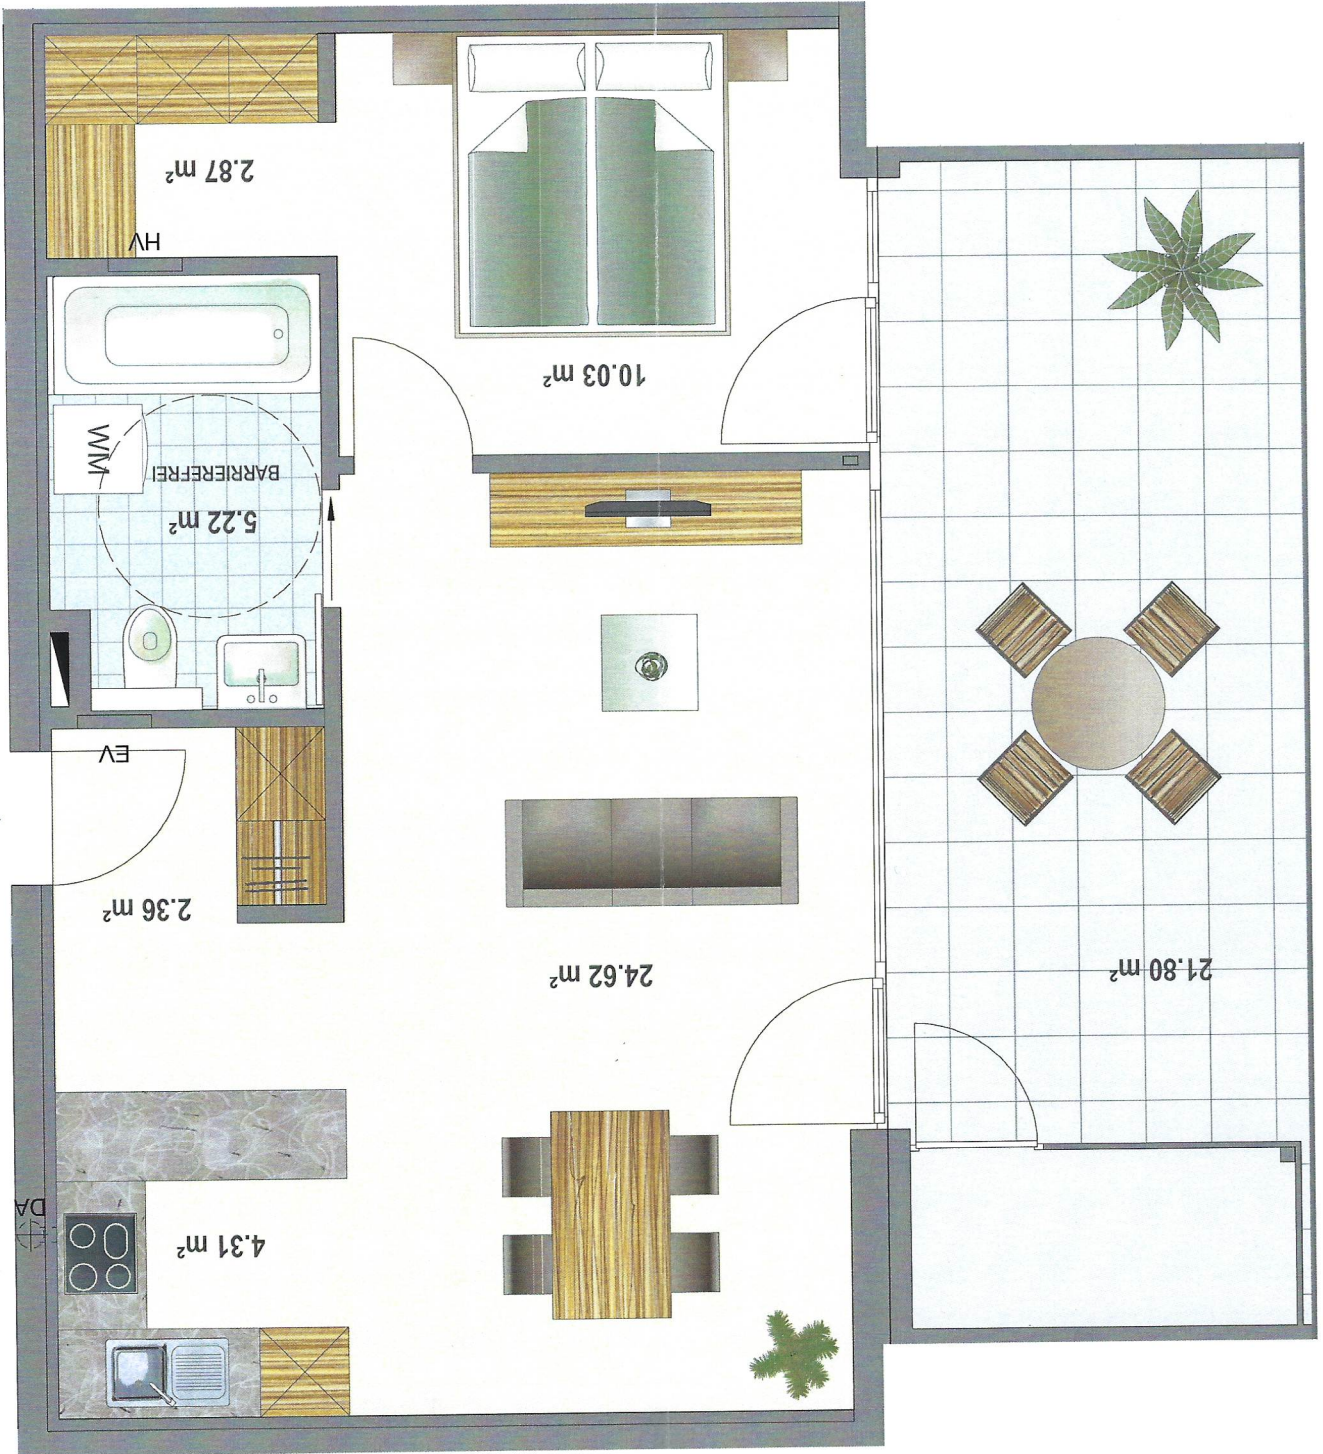 4.31 m²
DA
21.80 m²
24.62 m²
2.36 m²
EV
5.22 m²
BARRIEREFREI
WM
10.03 m²
HV
2.87 m²